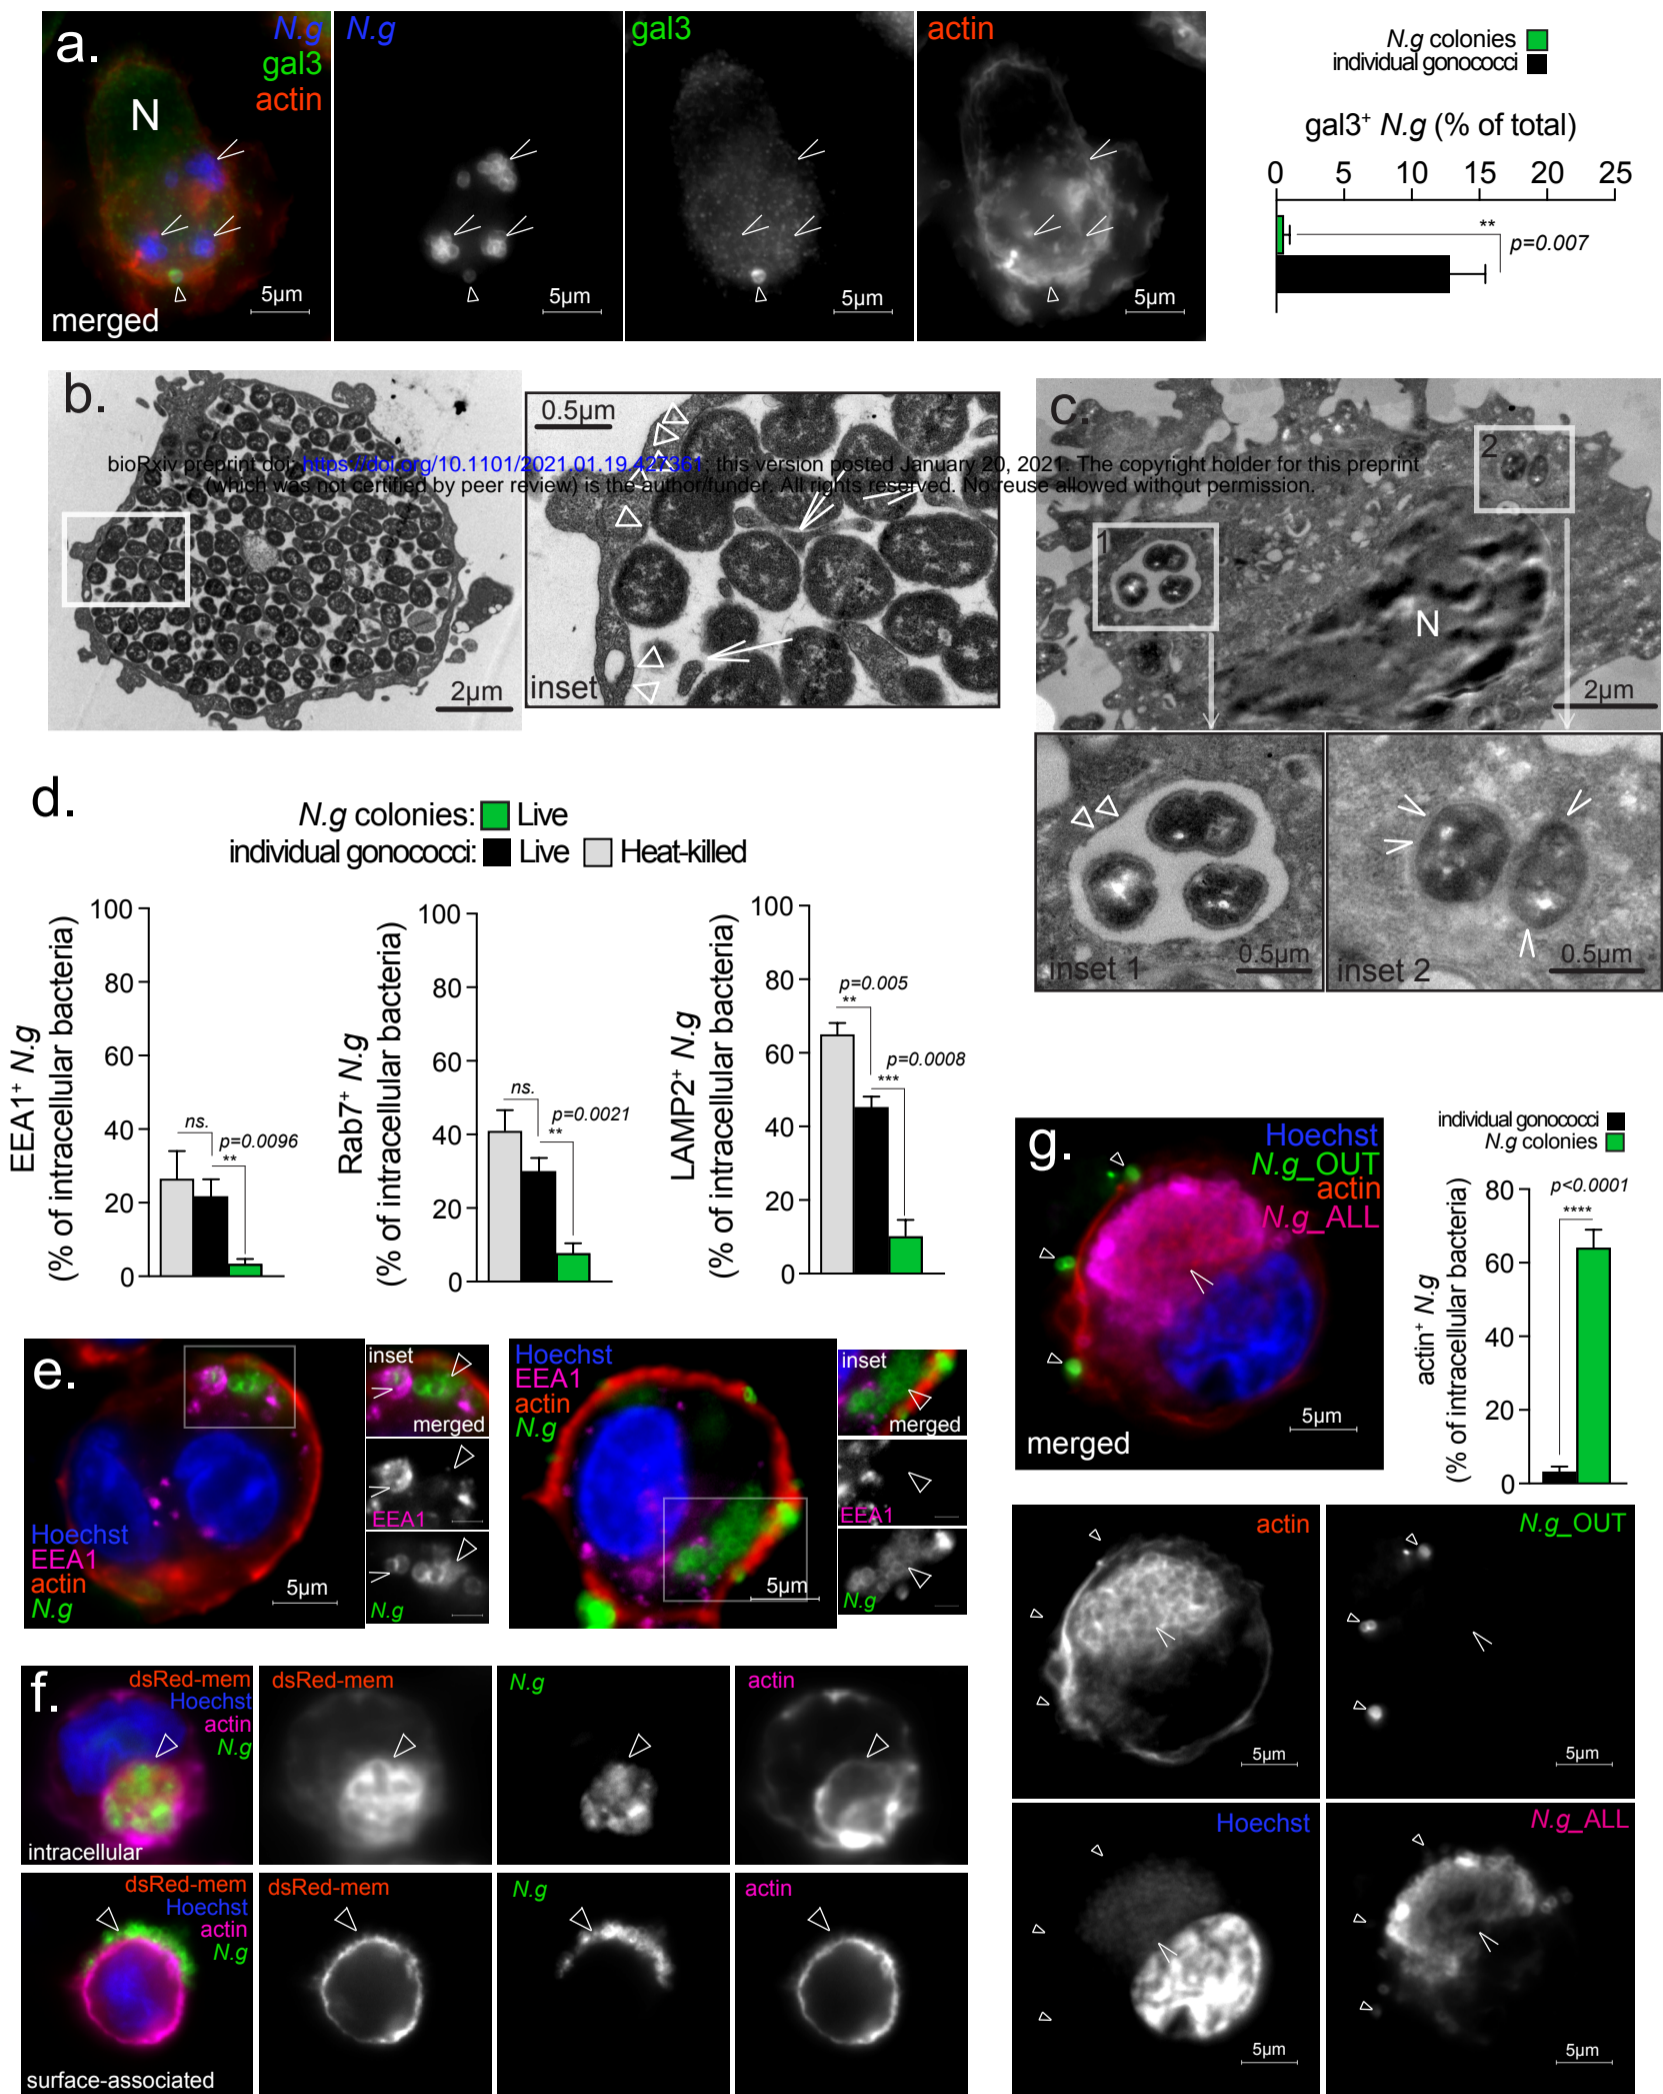 a.
N.g
gal3
actin
N
merged
5µm
N.g
5µm
gal3
5µm
actin
5µm
N.g colonies
individual gonococci
gal3+ N.g (% of total)
0 5 10 15 20 25
**
p=0.007
b.
2µm
0.5µm
inset
c.
1
2
N
2µm
inset 1
0.5µm
inset 2
0.5µm
bioRxiv preprint doi: https://doi.org/10.1101/2021.01.19.427361; this version posted January 20, 2021. The copyright holder for this preprint
(which was not certified by peer review) is the author/funder. All rights reserved. No reuse allowed without permission.
d.
N.g colonies: Live
individual gonococci: Live Heat-killed
EEA1+ N.g
(% of intracellular bacteria)
100
80
60
40
20
0
ns.
p=0.0096
**
Rab7+ N.g
(% of intracellular bacteria)
100
80
60
40
20
0
ns.
p=0.0021
**
LAMP2+ N.g
(% of intracellular bacteria)
100
80
60
40
20
0
p=0.005
**
p=0.0008
***
e.
Hoechst
EEA1
actin
N.g
5µm
inset
merged
EEA1
N.g
Hoechst
EEA1
actin
N.g
5µm
inset
merged
EEA1
N.g
f.
dsRed-mem
Hoechst
actin
N.g
intracellular
dsRed-mem
N.g
actin
dsRed-mem
Hoechst
actin
N.g
surface-associated
dsRed-mem
N.g
actin
g.
Hoechst
N.g_OUT
actin
N.g_ALL
5µm
merged
individual gonococci
N.g colonies
actin+ N.g
(% of intracellular bacteria)
80
60
40
20
0
p<0.0001
****
actin
5µm
N.g_OUT
5µm
Hoechst
5µm
N.g_ALL
5µm